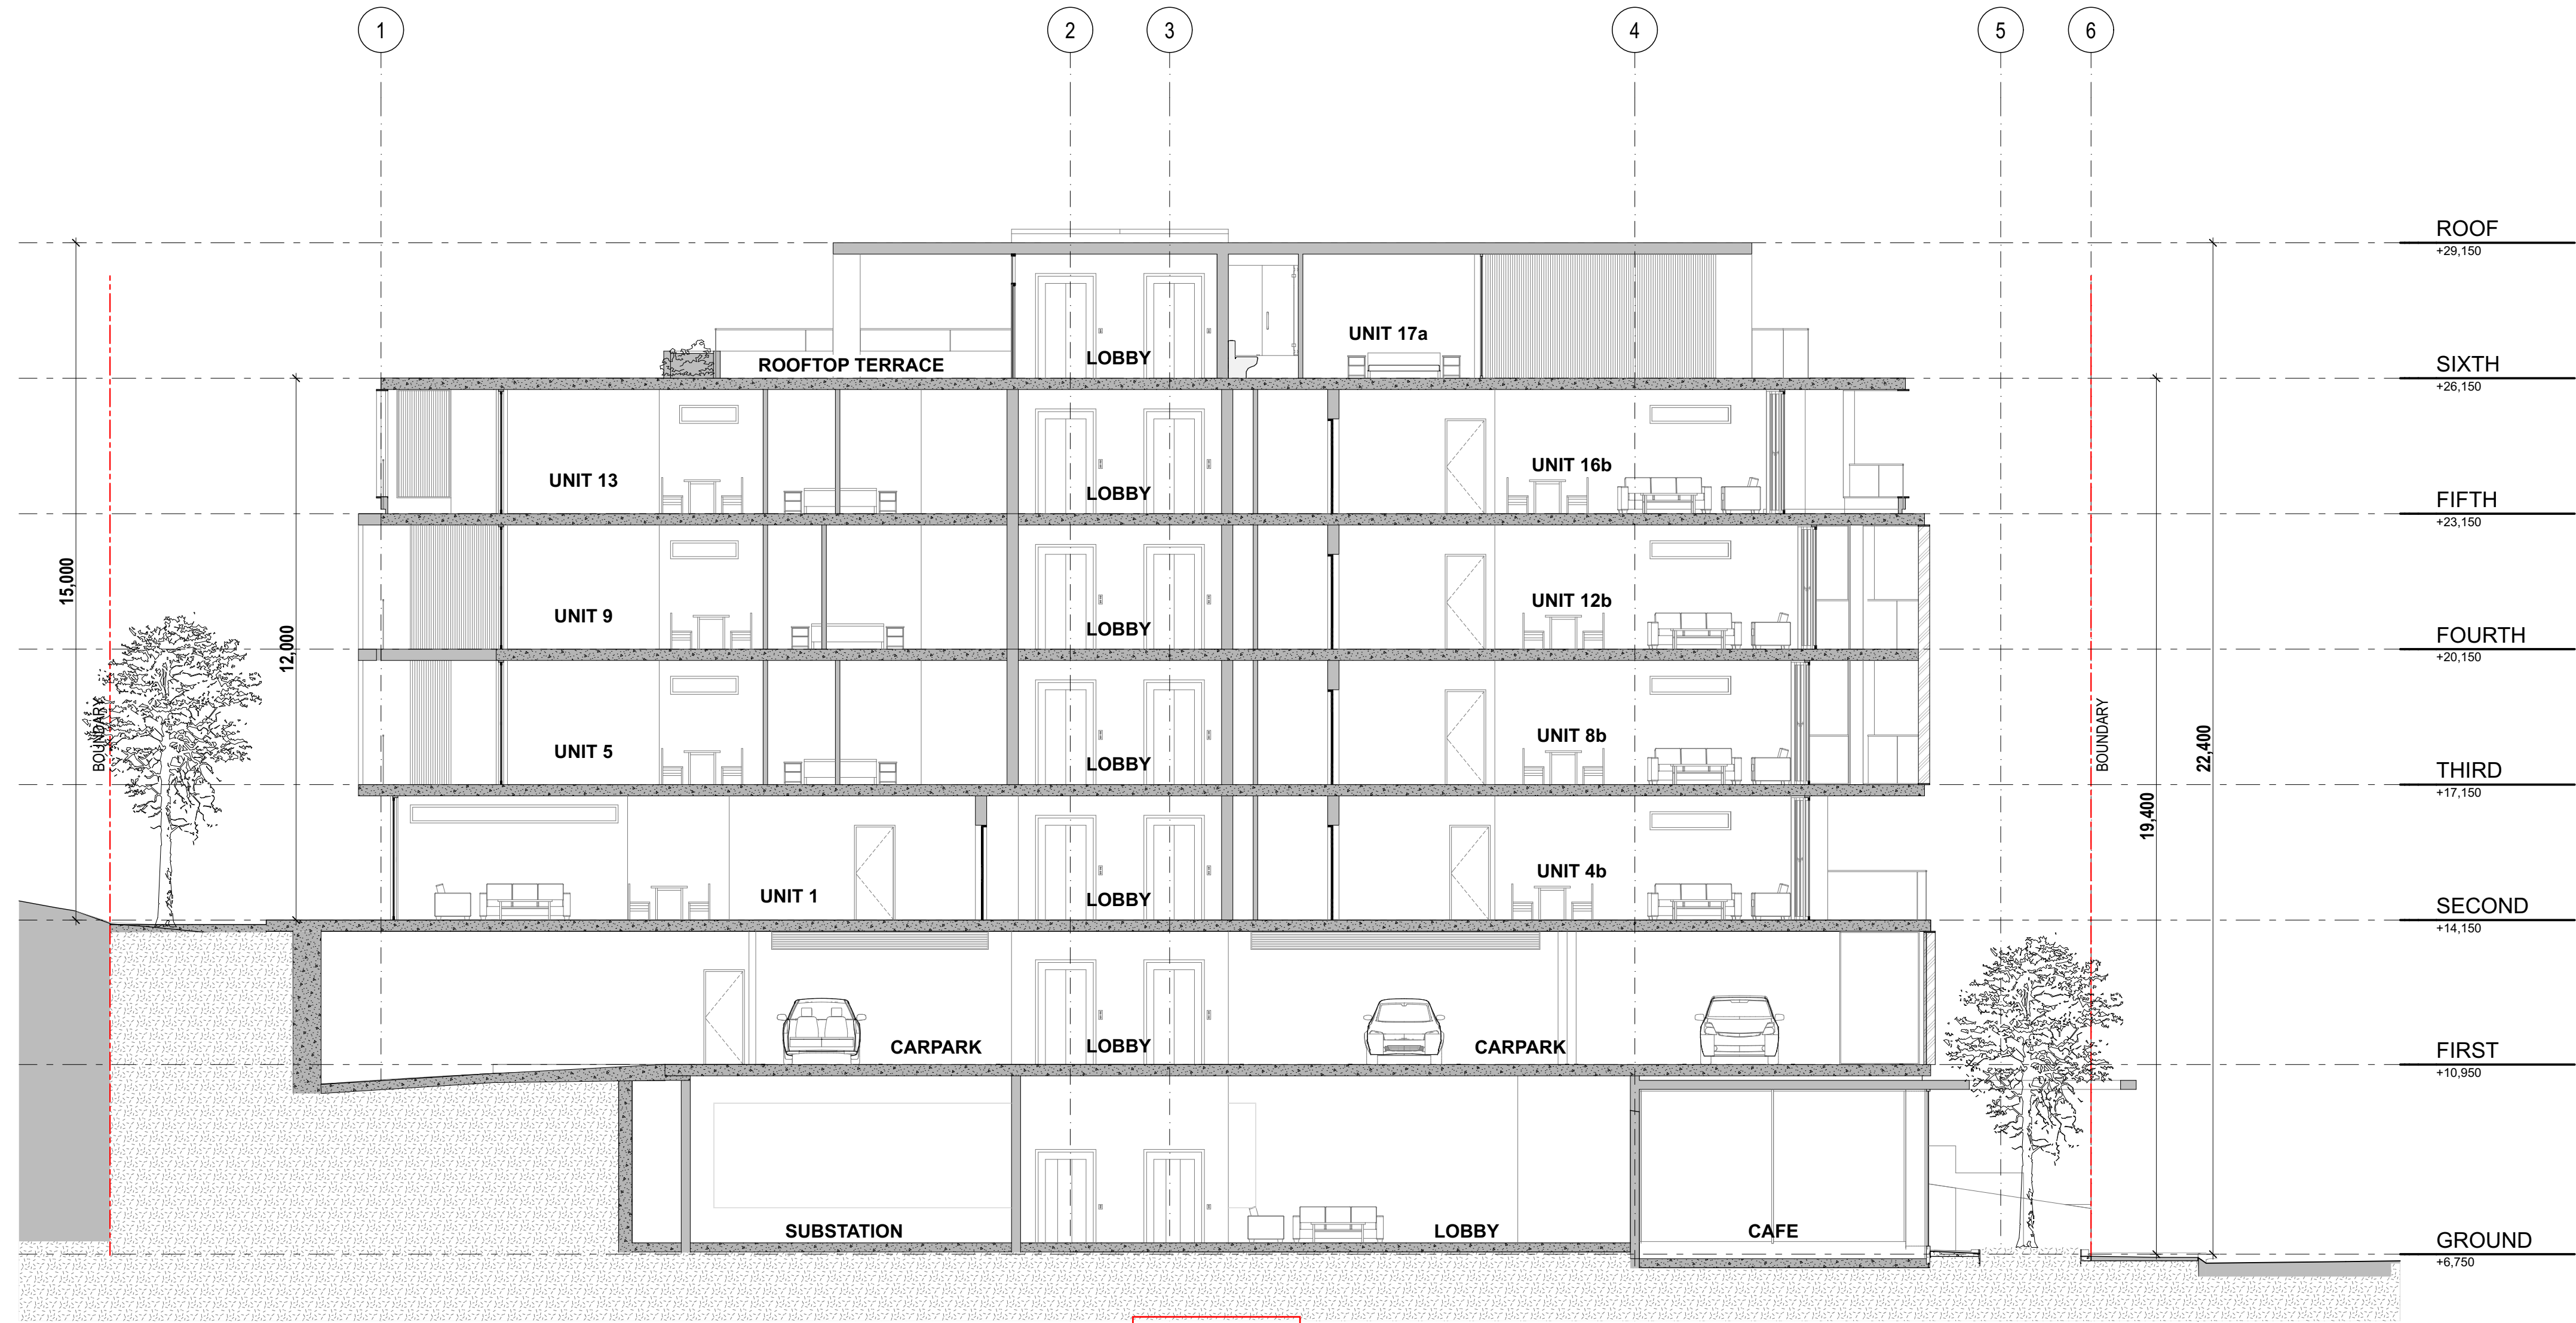 1
2
3
4
5
6
ROOF
+29,150
UNIT 17a
ROOFTOP TERRACE
LOBBY
SIXTH
+26,150
UNIT 13
LOBBY
UNIT 16b
FIFTH
+23,150
15,000
12,000
UNIT 9
LOBBY
UNIT 12b
FOURTH
+20,150
BOUNDARY
UNIT 5
LOBBY
UNIT 8b
BOUNDARY
22,400
THIRD
+17,150
19,400
UNIT 1
LOBBY
UNIT 4b
SECOND
+14,150
CARPARK
LOBBY
CARPARK
FIRST
+10,950
SUBSTATION
LOBBY
CAFE
GROUND
+6,750